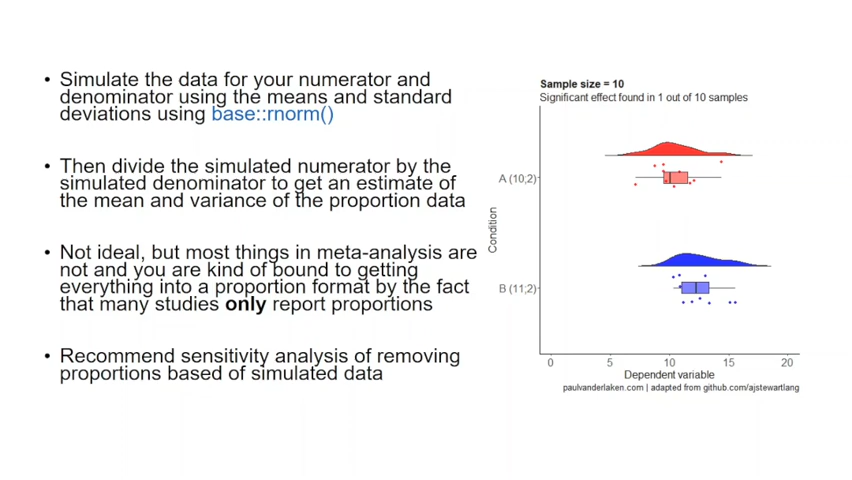 • Simulate the data for your numerator and
denominator using the means and standard
deviations using base::rnorm()
• Then divide the simulated numerator by the
simulated denominator to get an estimate of
the mean and variance of the proportion data
• Not ideal, but most things in meta-analysis are
not and you are kind of bound to getting
everything into a proportion format by the fact
that many studies only report proportions
• Recommend sensitivity analysis of removing
proportions based of simulated data
Sample size = 10
Significant effect found in 1 out of 10 samples
Condition
A (10;2)
B (11;2)
0 5 10 15 20
Dependent variable
paulvanderlaken.com | adapted from github.com/ajstewartlang